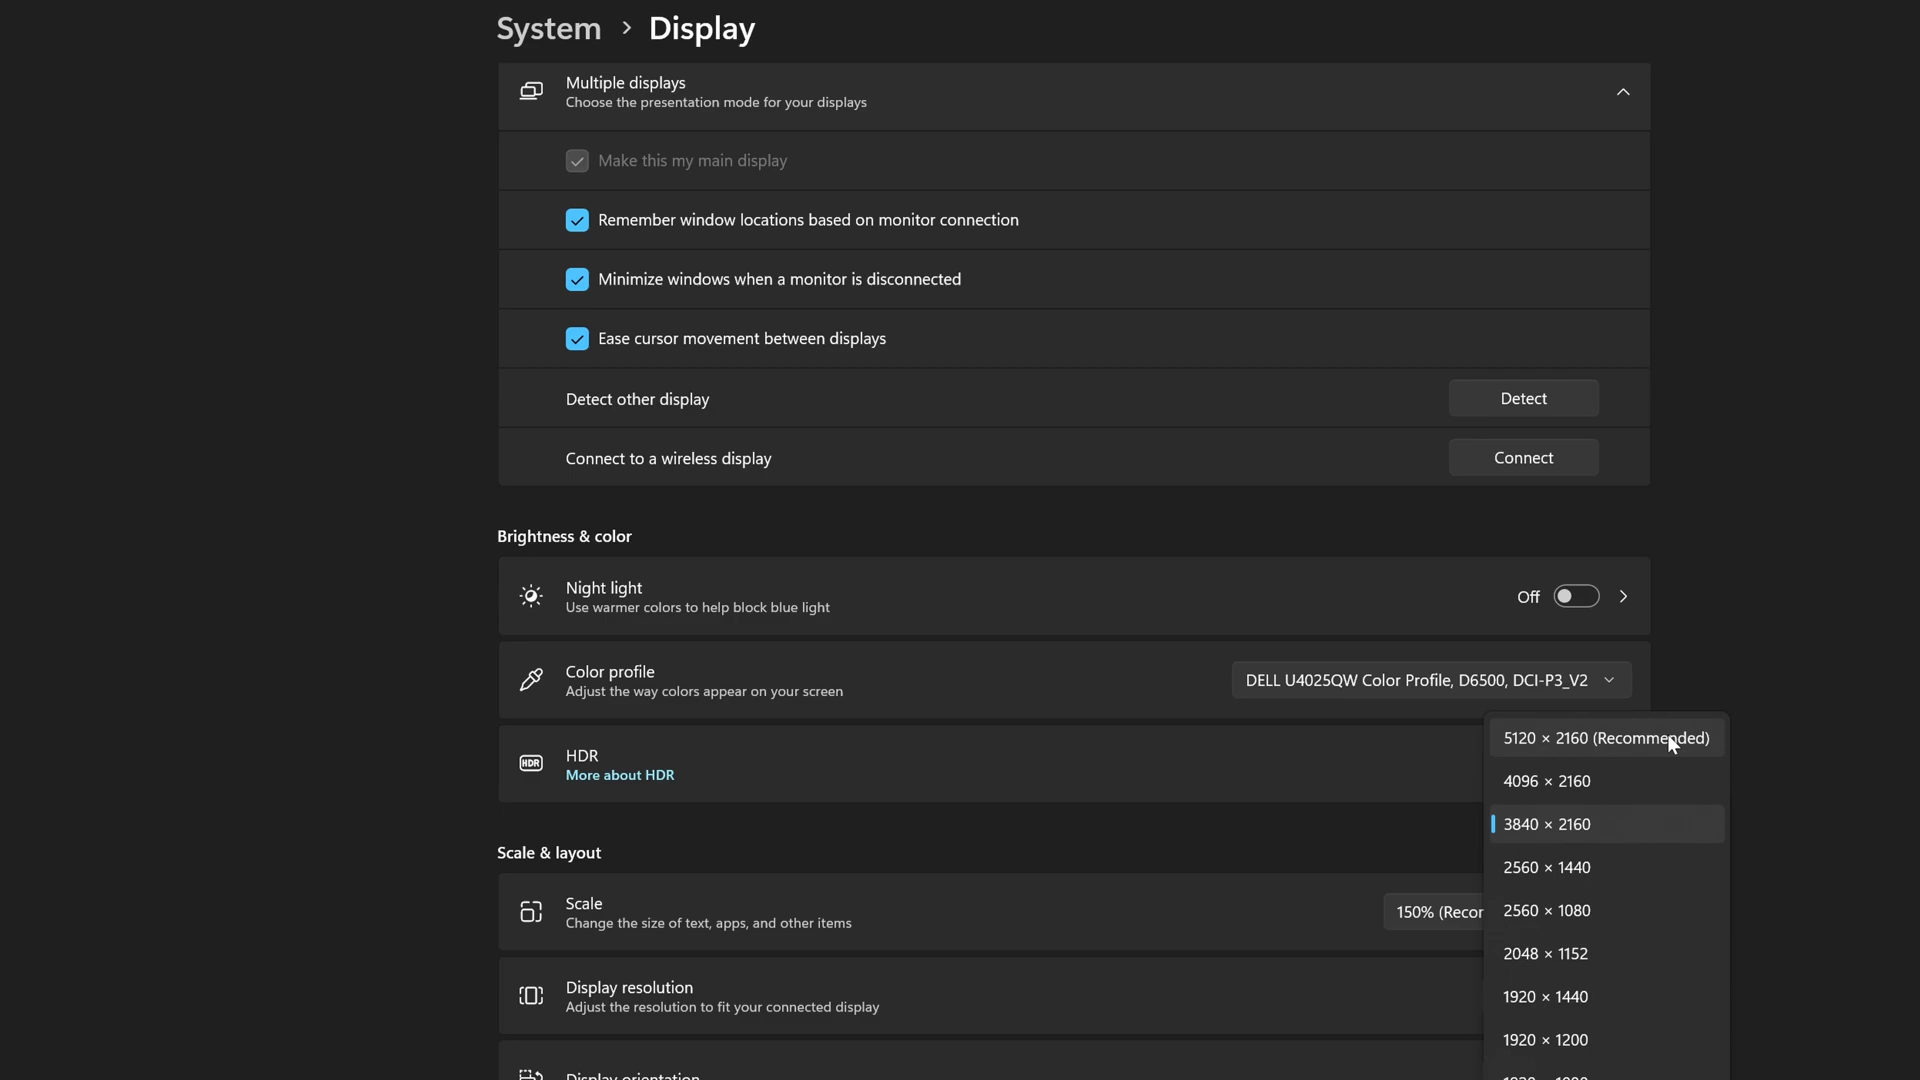 System > Display
Multiple displays
Choose the presentation mode for your displays
Make this my main display
Remember window locations based on monitor connection
Minimize windows when a monitor is disconnected
Ease cursor movement between displays
Detect other display
Detect
Connect to a wireless display
Connect
Brightness & color
Night light
Use warmer colors to help block blue light
Off
Color profile
Adjust the way colors appear on your screen
DELL U4025QW Color Profile, D6500, DCI-P3_V2
HDR
HDR
More about HDR
5120 × 2160 (Recommended)
4096 × 2160
3840 × 2160
2560 × 1440
2560 × 1080
2048 × 1152
1920 × 1440
1920 × 1200
Scale & layout
Scale
Change the size of text, apps, and other items
150% (Recor
Display resolution
Adjust the resolution to fit your connected display
Display orientation